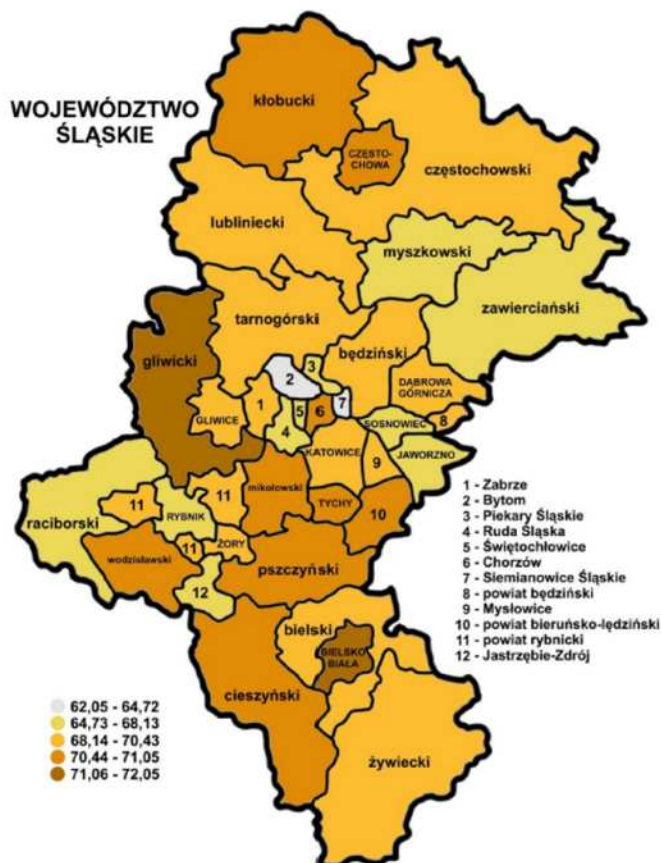 WOJEWÓDZTWO
ŚLĄSKIE
kłobucki
CZĘSTO-
CHOWA
częstochowski
lubliniecki
myszkowski
zawierciański
tarnogórski
gliwicki
będziński
3
2
DĄBROWA
GÓRNICZA
GLIWICE
1
5
6
7
8
4
SOSNOWIEC
KATOWICE
9
JAWORZNO
raciborski
11
RYBNIK
11
mikołowski
TYCHY
10
wodzisławski
11
ŻORY
12
pszczyński
bielski
BIELSKO
BIAŁA
cieszyński
żywiecki
1 - Zabrze
2 - Bytom
3 - Piekary Śląskie
4 - Ruda Śląska
5 - Świętochłowice
6 - Chorzów
7 - Siemianowice Śląskie
8 - powiat będziński
9 - Mysłowice
10 - powiat bieruńsko-lędziński
11 - powiat rybnicki
12 - Jastrzębie-Zdrój
62,05 - 64,72
64,73 - 68,13
68,14 - 70,43
70,44 - 71,05
71,06 - 72,05